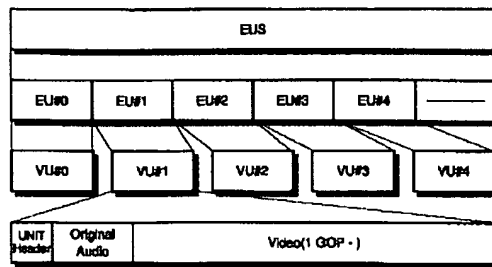 EUS
EU#0 EU#1 EU#2 EU#3 EU#4
VU#0 VU#1 VU#2 VU#3 VU#4
UNIT Header Original Audio Video(1 GOP - )